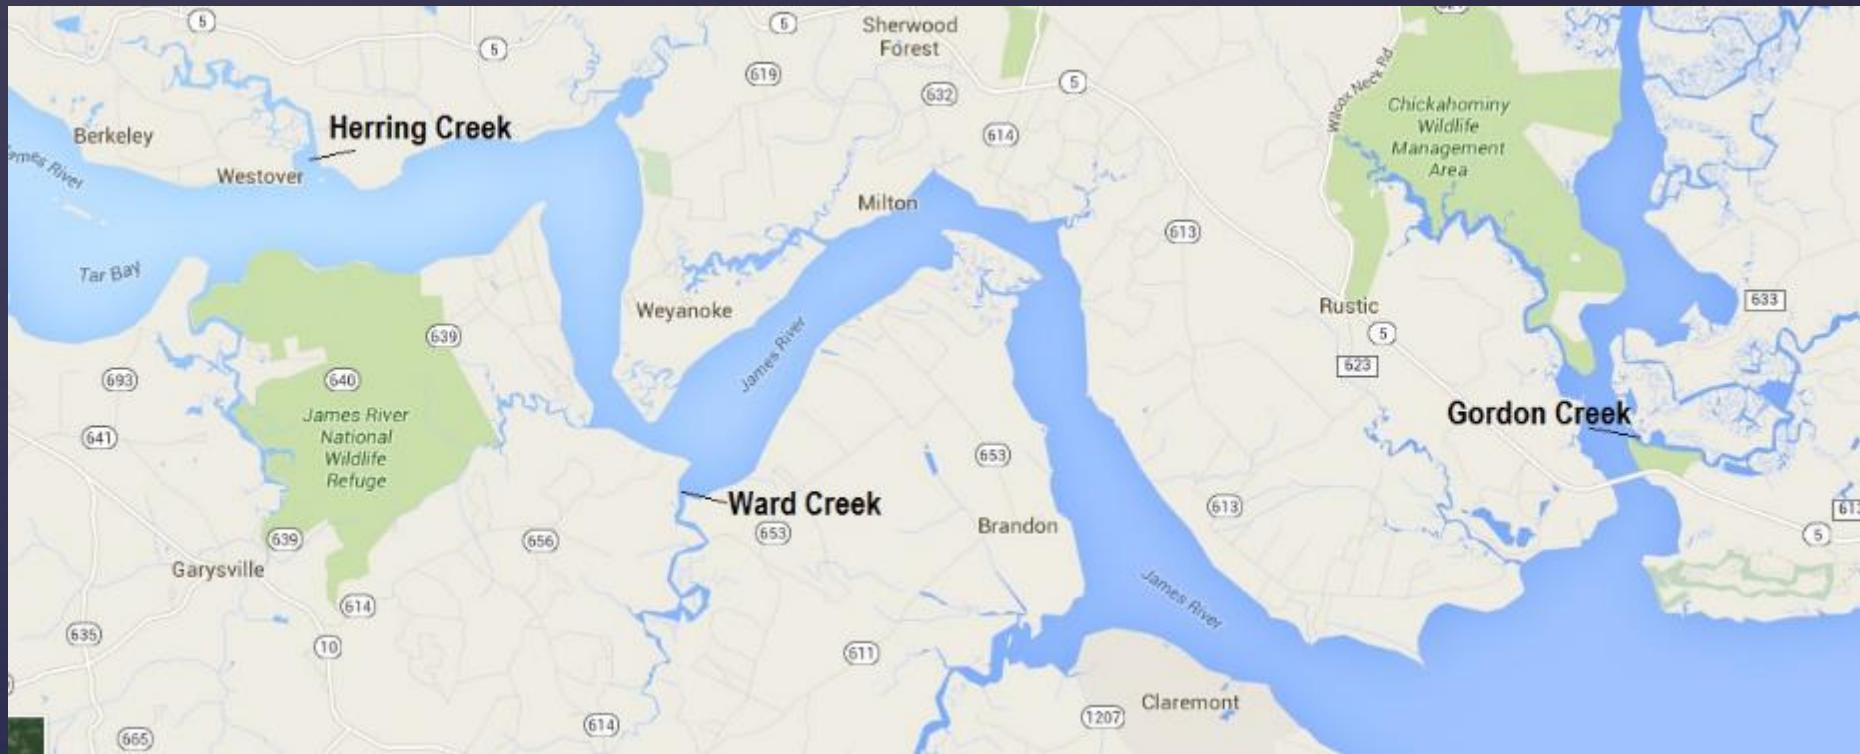 5
5
5
Sherwood
Forest
619
632
5
614
Wilcox Neck Rd
Chickahominy
Wildlife
Management
Area
Berkeley
Herring Creek
Westover
James River
Milton
613
Tar Bay
Weyanoke
Rustic
633
5
623
639
James River
693
640
James River
National
Wildlife
Refuge
641
Gordon Creek
653
Ward Creek
653
Brandon
613
5
639
656
Garysville
614
James River
635
10
611
Claremont
1207
614
665